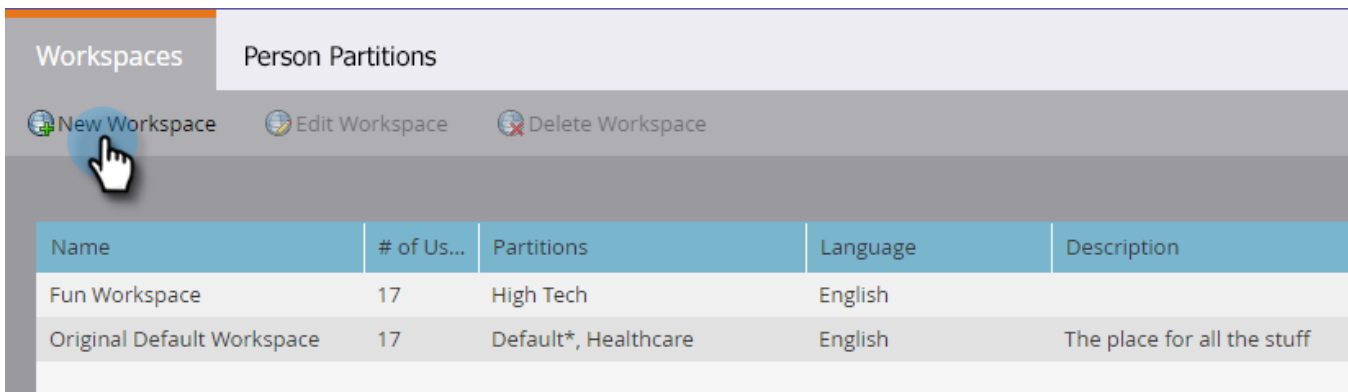 Workspaces Person Partitions
New Workspace Edit Workspace Delete Workspace
Name # of Us... Partitions Language Description
Fun Workspace 17 High Tech English
Original Default Workspace 17 Default*, Healthcare English The place for all the stuff